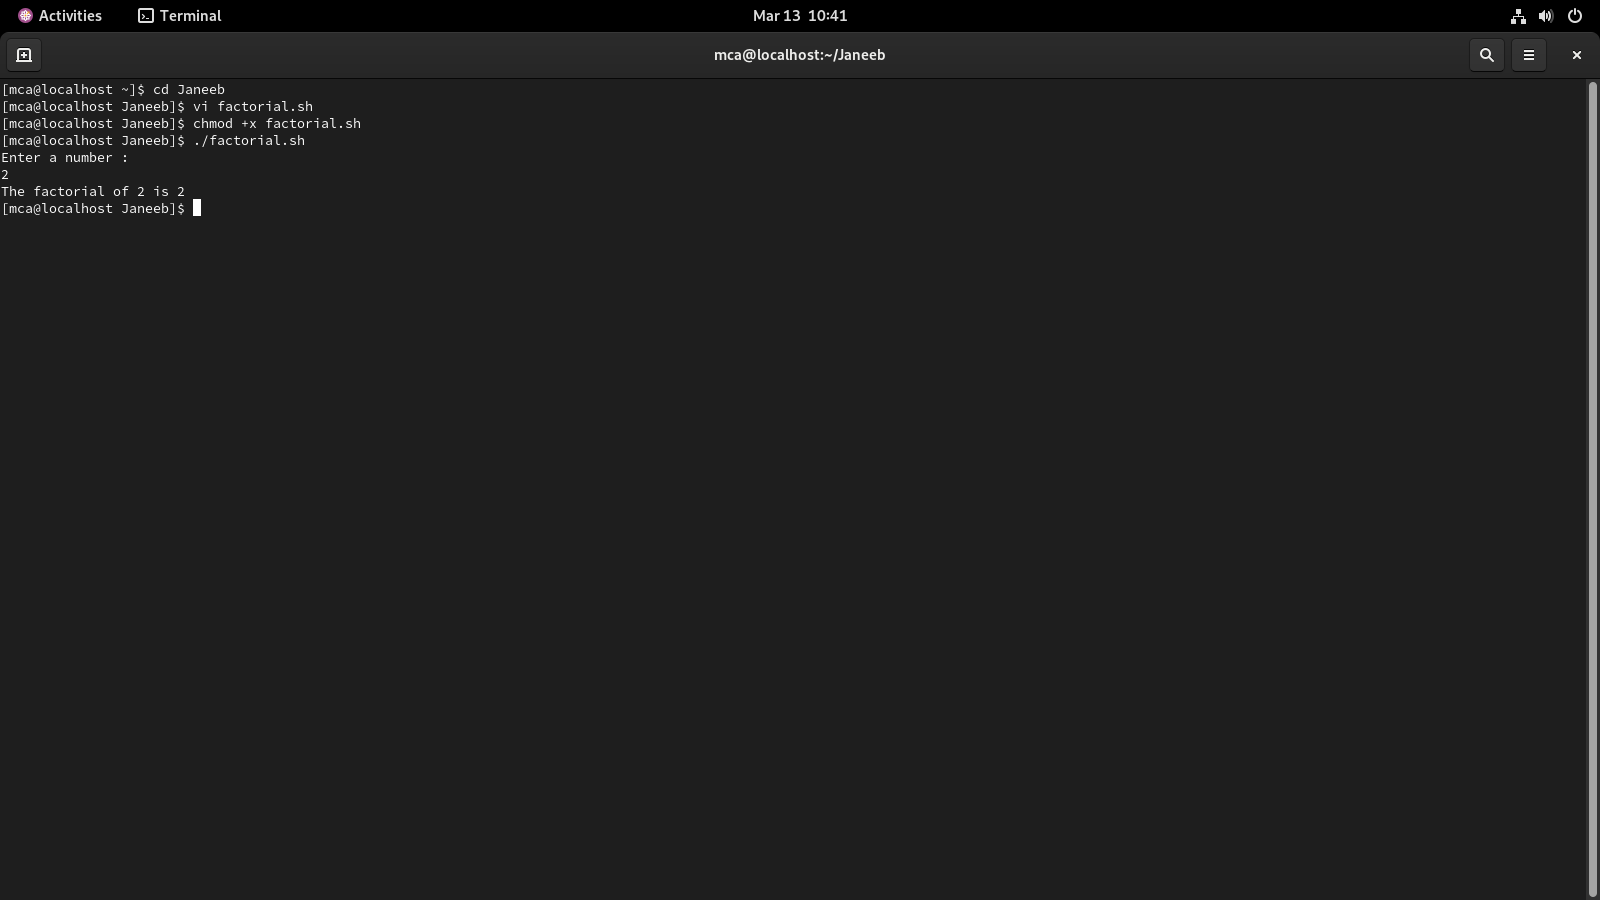 Activities Terminal Mar 13 10:41
mca@localhost:~/Janeeb
[mca@localhost ~]$ cd Janeeb
[mca@localhost Janeeb]$ vi factorial.sh
[mca@localhost Janeeb]$ chmod +x factorial.sh
[mca@localhost Janeeb]$ ./factorial.sh
Enter a number :
2
The factorial of 2 is 2
[mca@localhost Janeeb]$